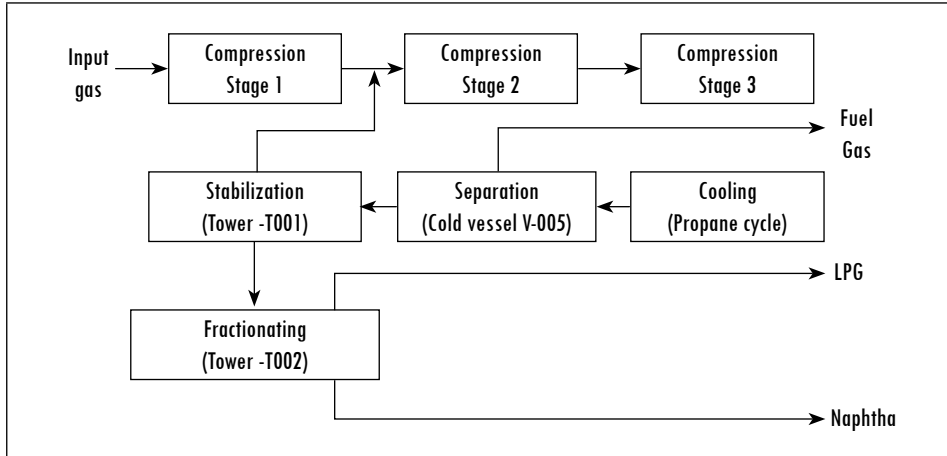 Input
gas
Compression
Stage 1
Compression
Stage 2
Compression
Stage 3
Fuel
Gas
Stabilization
(Tower -T001)
Separation
(Cold vessel V-005)
Cooling
(Propane cycle)
LPG
Fractionating
(Tower -T002)
Naphtha